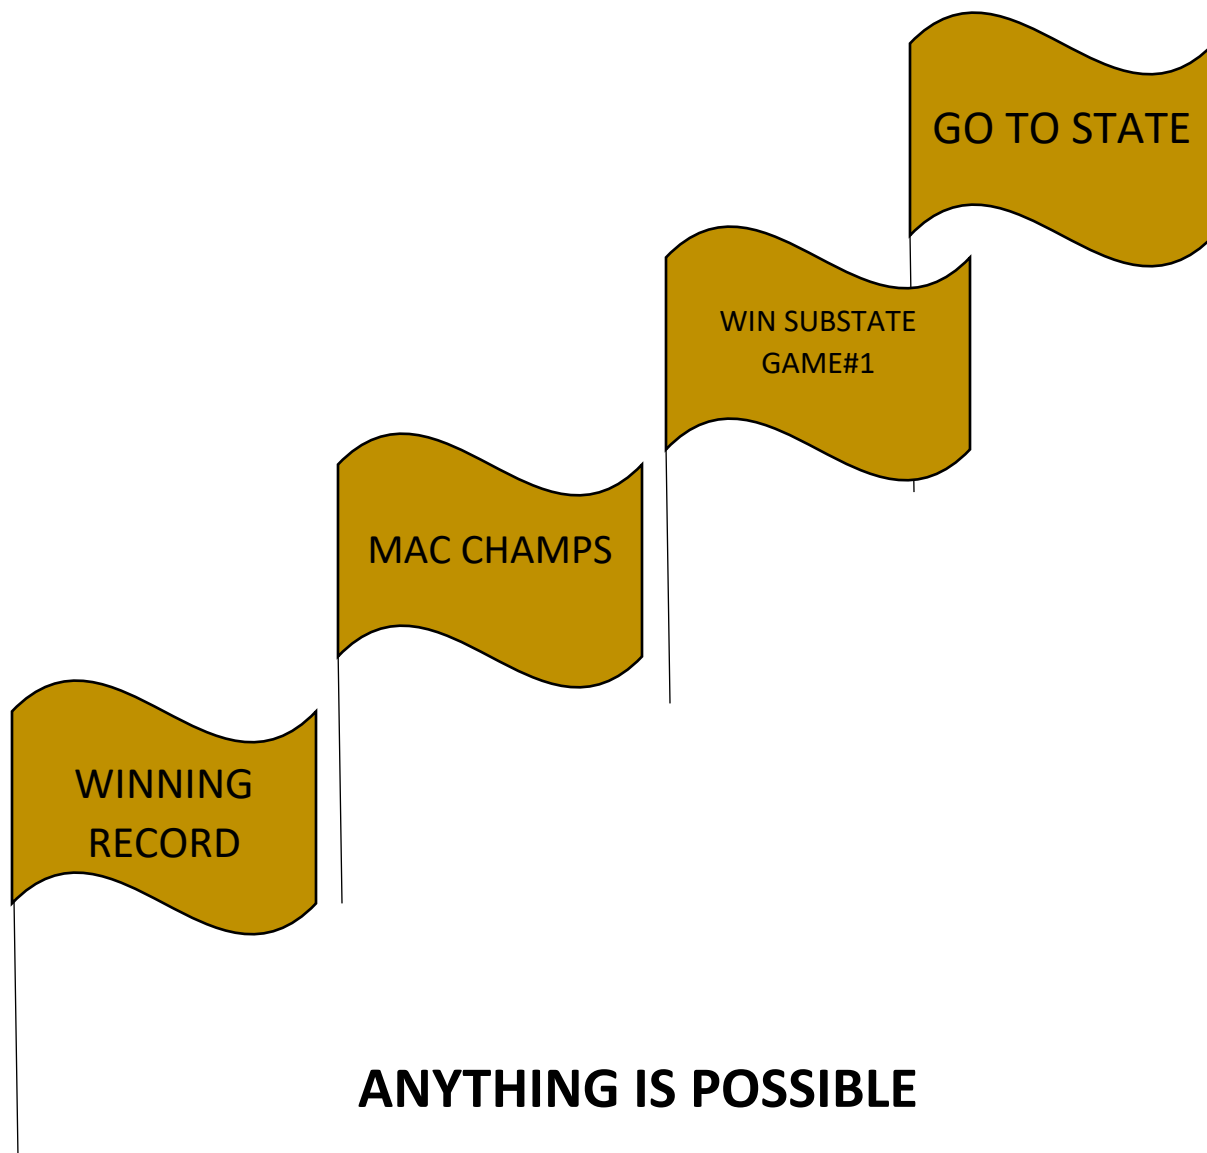 GO TO STATE
WIN SUBSTATE
GAME#1
MAC CHAMPS
WINNING
RECORD
ANYTHING IS POSSIBLE